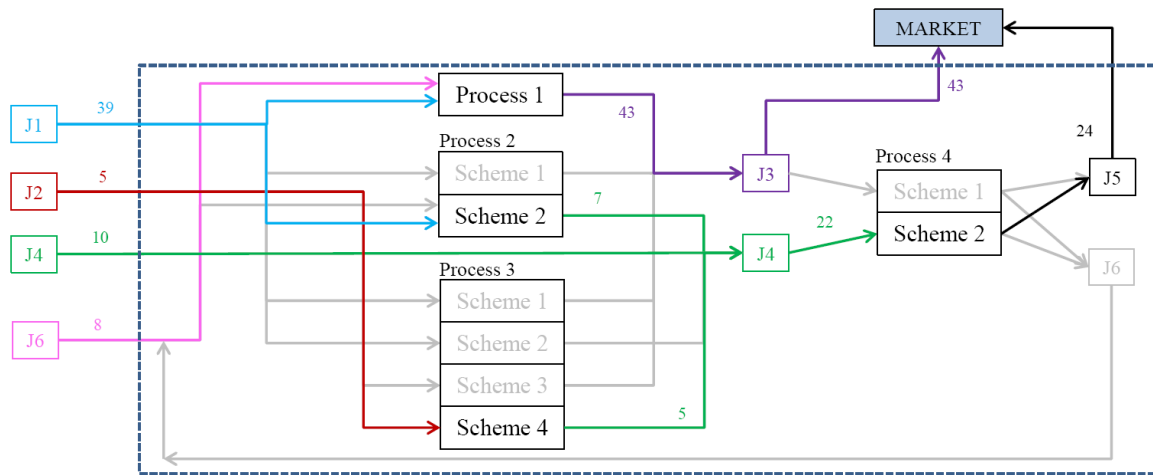 MARKET
39
43
43
24
J1
Process 1
Process 2
J2
5
Scheme 1
J3
Process 4
Scheme 1
J5
Scheme 2
7
22
Scheme 2
J4
10
J4
Process 3
J6
Scheme 1
J6
8
Scheme 2
Scheme 3
Scheme 4
5